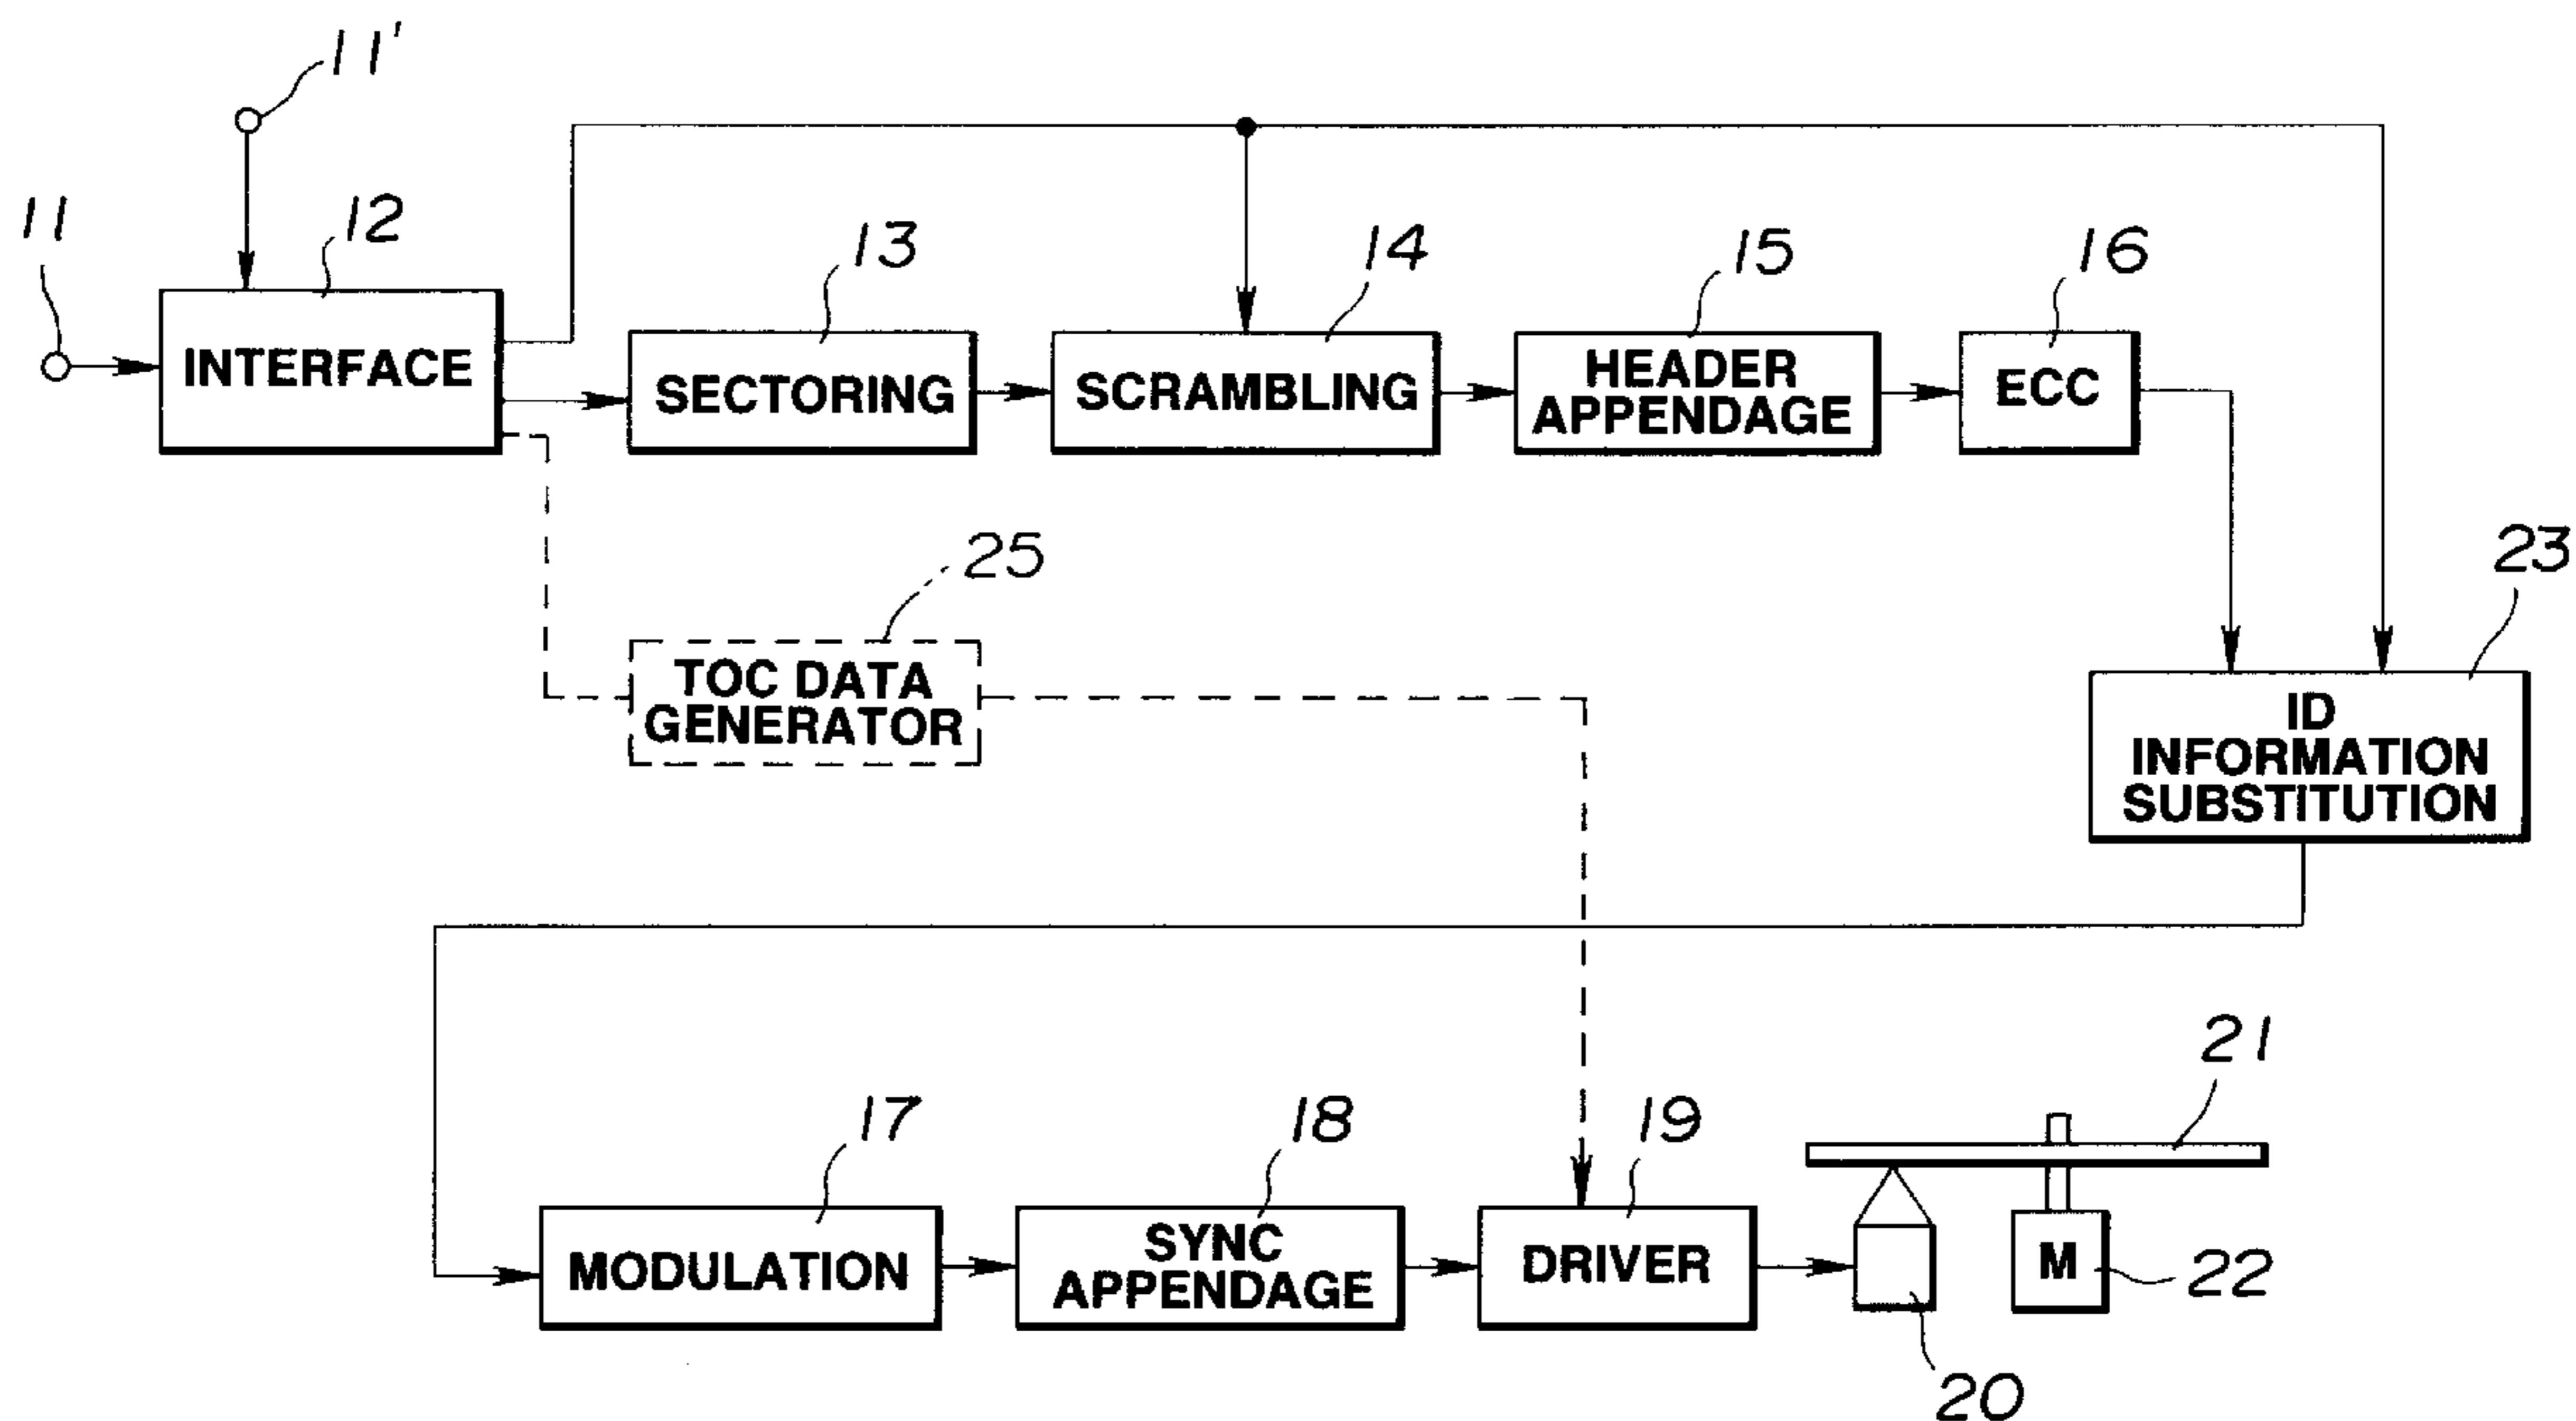 11'
11
12
INTERFACE
13
SECTORING
14
SCRAMBLING
15
HEADER
APPENDAGE
16
ECC
25
TOC DATA
GENERATOR
23
ID
INFORMATION
SUBSTITUTION
17
MODULATION
18
SYNC
APPENDAGE
19
DRIVER
20
21
M
22